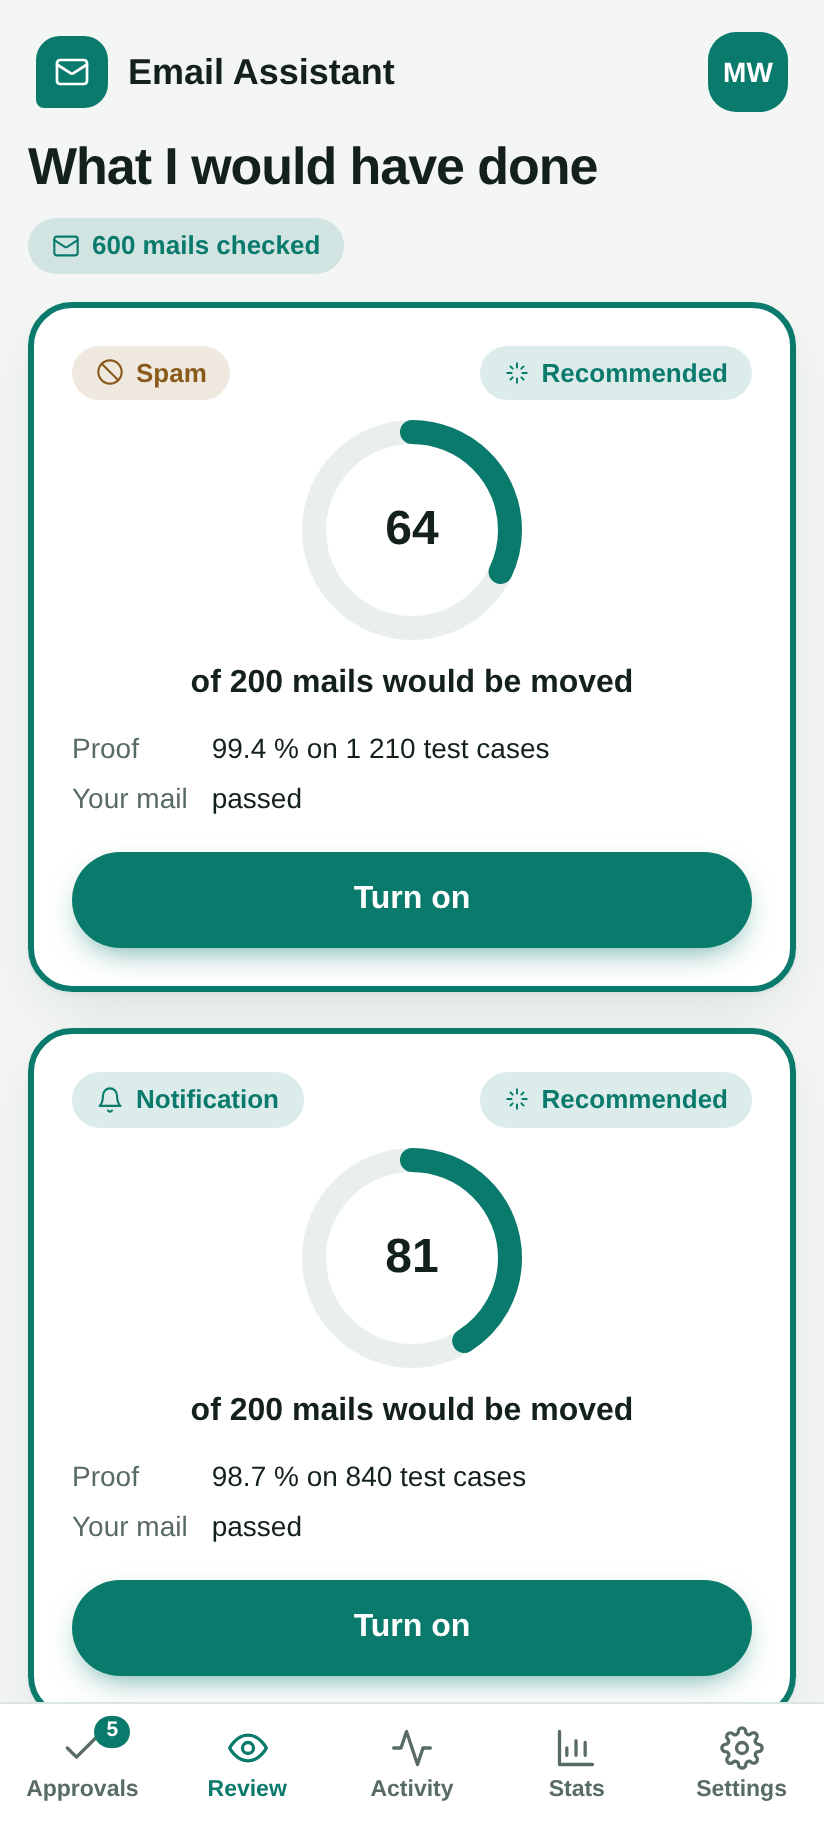 Email Assistant
MW
What I would have done
600 mails checked
Spam
Recommended
64
of 200 mails would be moved
Proof 99.4 % on 1 210 test cases
Your mail passed
Turn on
Notification
Recommended
81
of 200 mails would be moved
Proof 98.7 % on 840 test cases
Your mail passed
Turn on
5
Approvals
Review
Activity
Stats
Settings